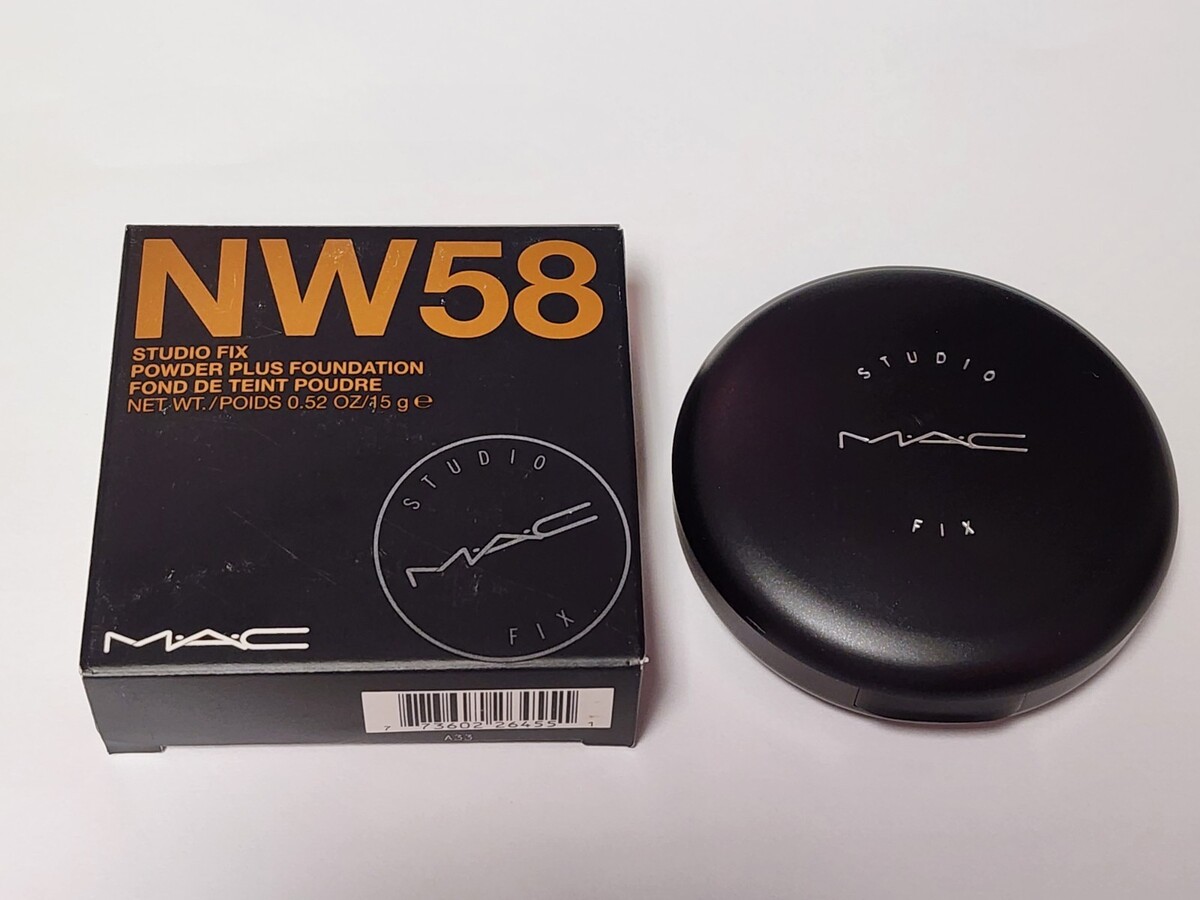 NW58
STUDIO FIX
POWDER PLUS FOUNDATION
FOND DE TEINT POUDRE
NET WT./POIDS 0.52 OZ/15 g ℮
STUDIO
M·A·C
FIX
M·A·C
7 73602 26455 1
A33
STUDIO
M·A·C
FIX